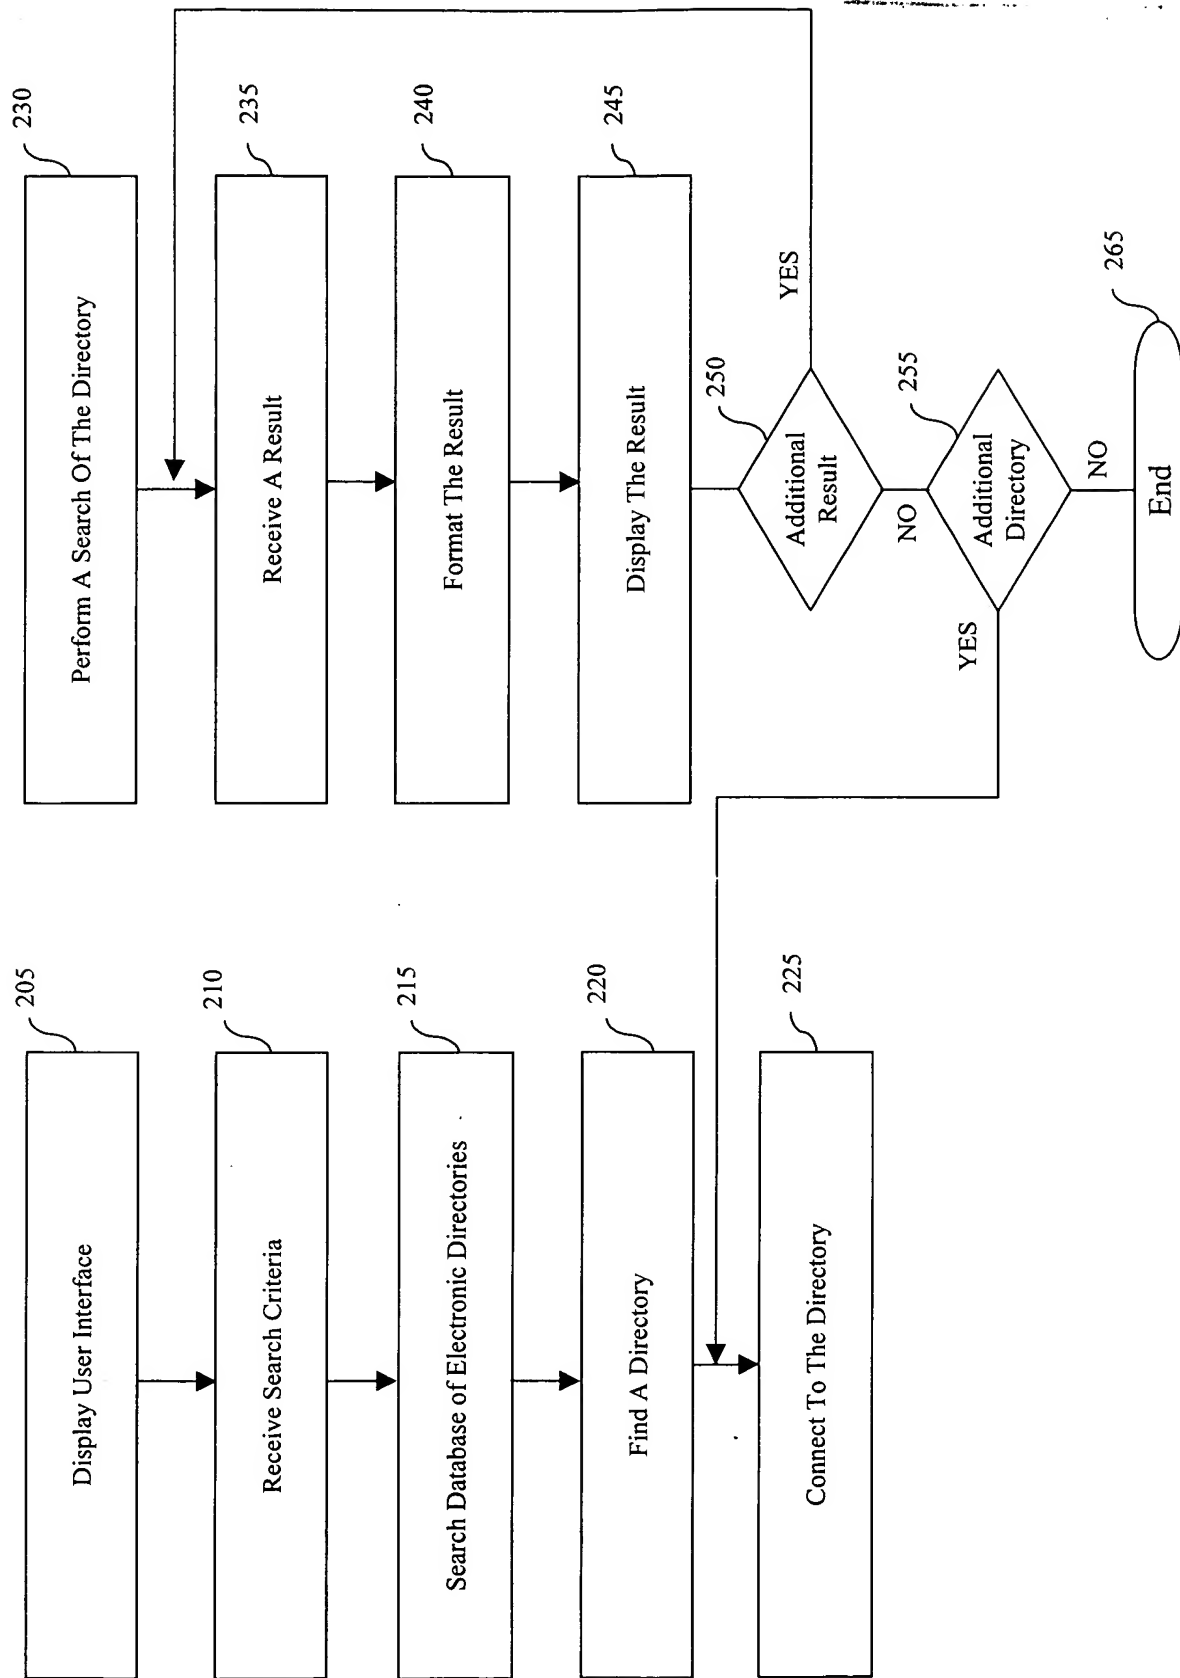 205
Display User Interface
210
Receive Search Criteria
215
Search Database of Electronic Directories
220
Find A Directory
225
Connect To The Directory
230
Perform A Search Of The Directory
235
Receive A Result
240
Format The Result
245
Display The Result
250
Additional
Result
YES
NO
255
Additional
Directory
YES
NO
265
End